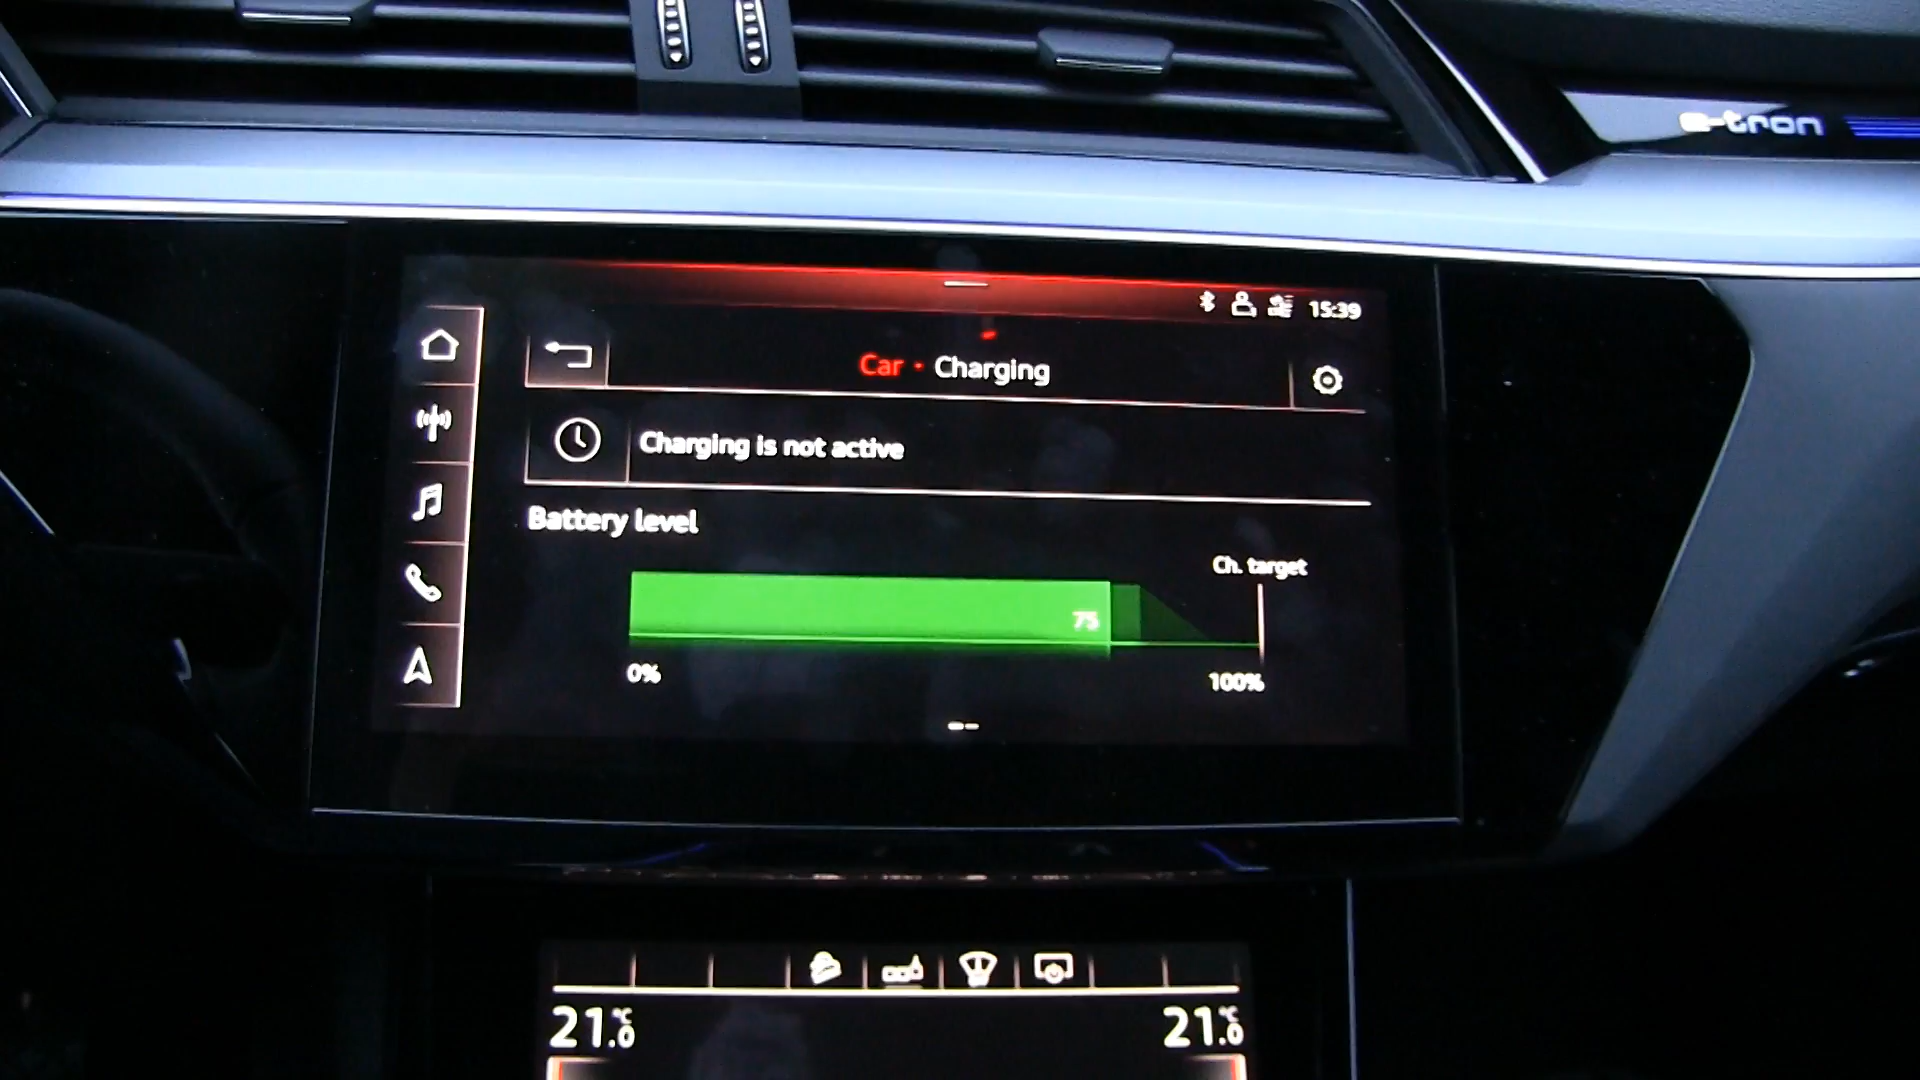 e-tron
15:39
Car • Charging
Charging is not active
Battery level
Ch. target
75
0%
100%
21.0°C
21.0°C